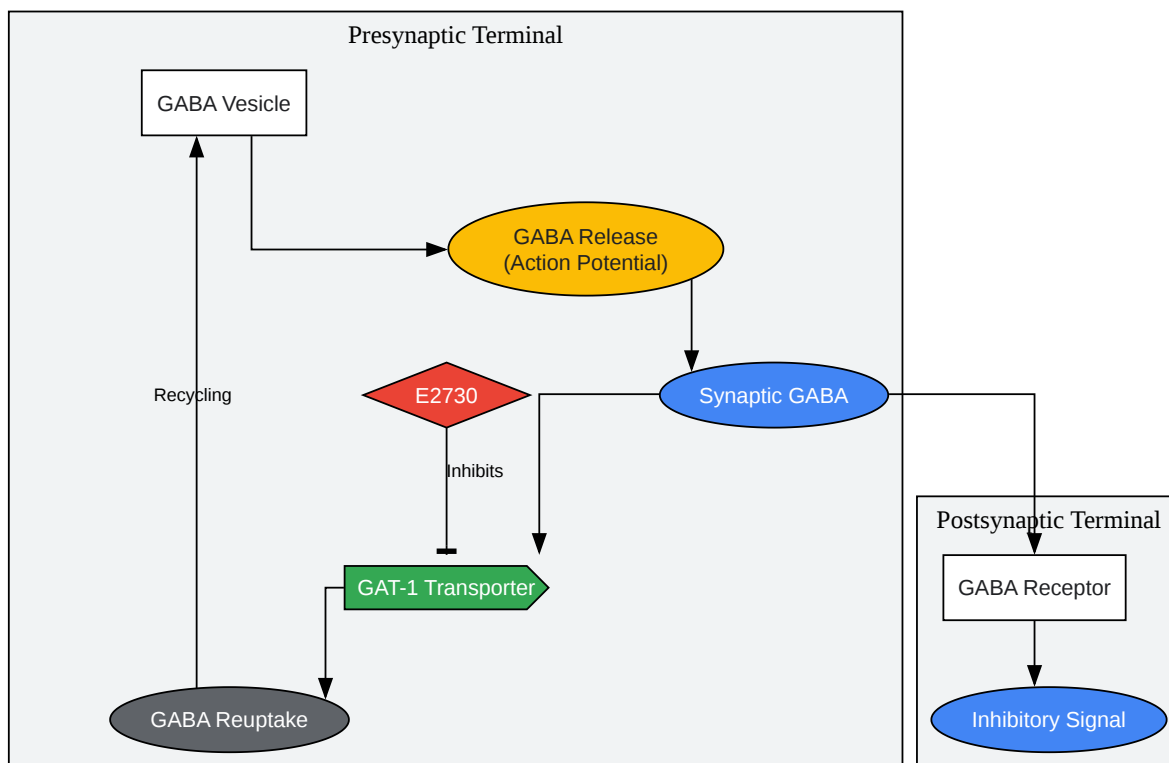 Presynaptic Terminal
GABA Vesicle
GABA Release
(Action Potential)
Recycling
E2730
Synaptic GABA
Inhibits
Postsynaptic Terminal
GAT-1 Transporter
GABA Receptor
GABA Reuptake
Inhibitory Signal